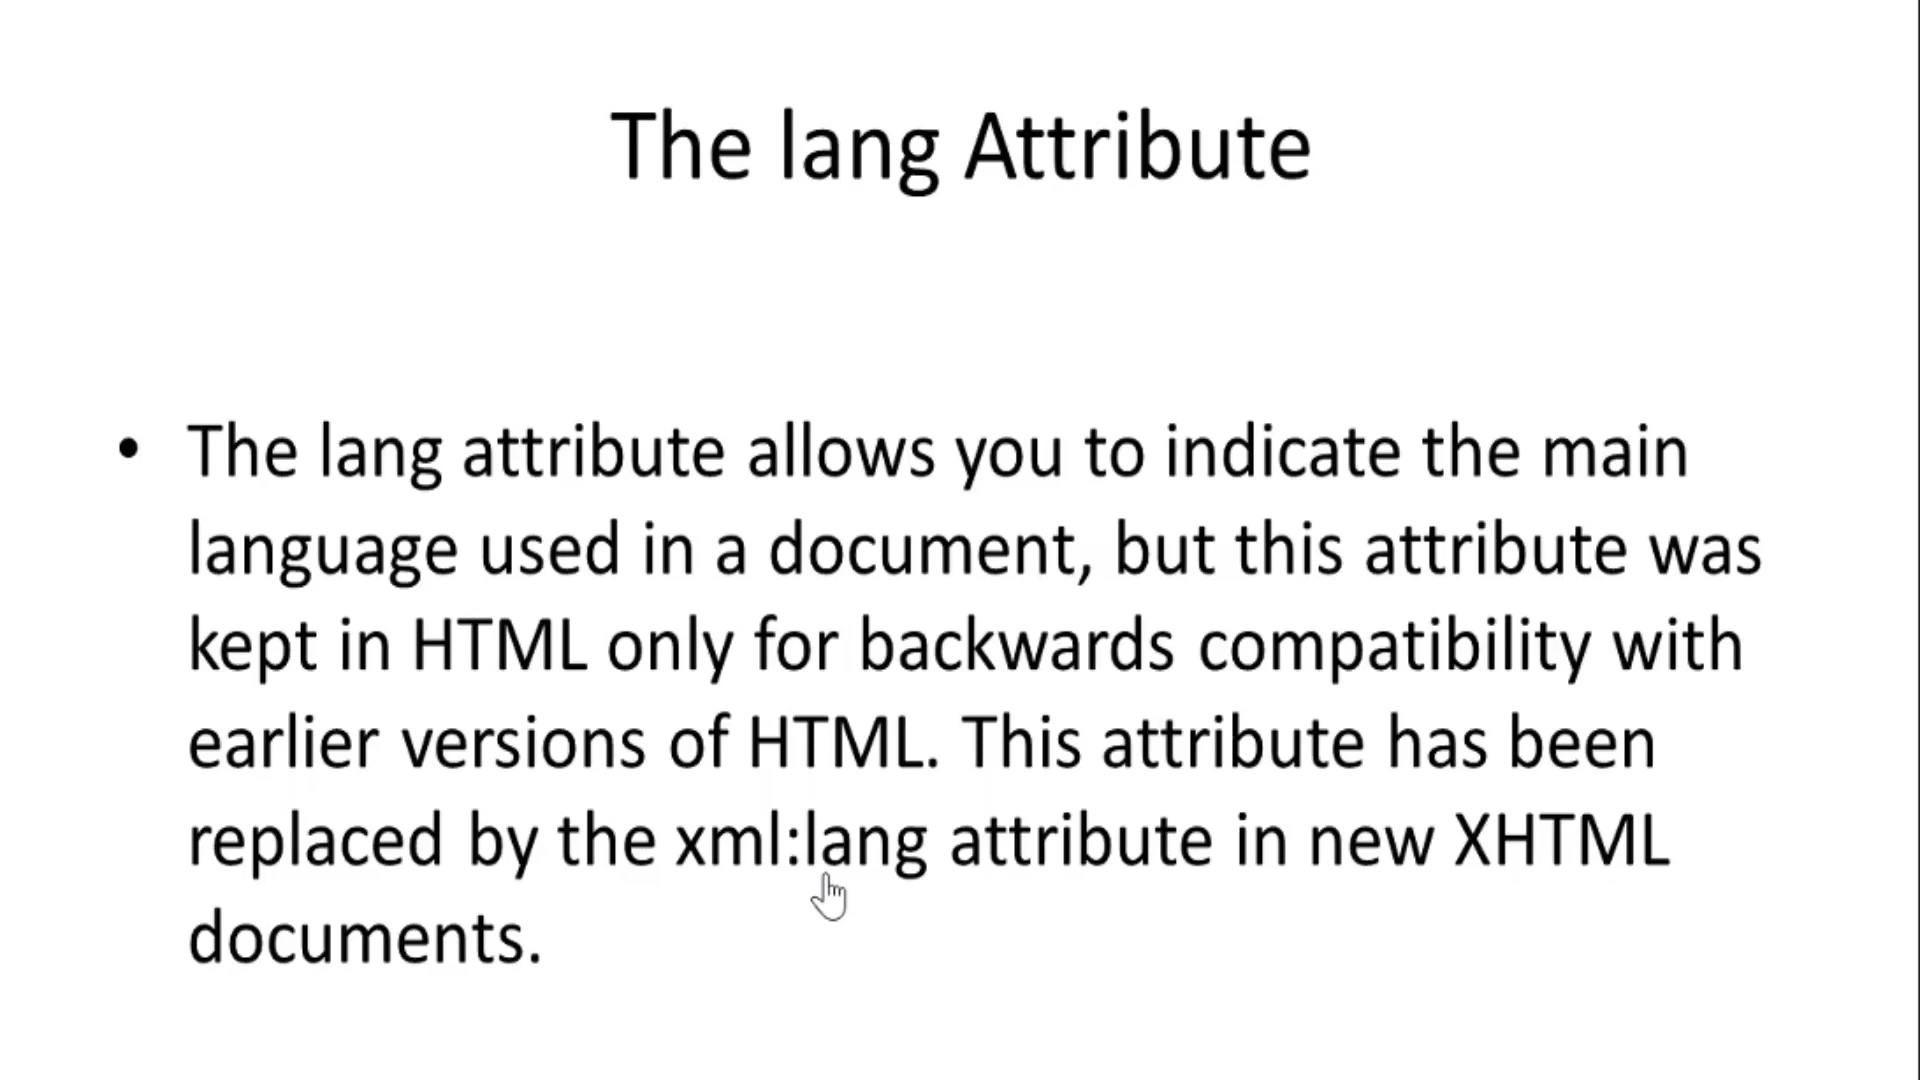 The lang Attribute
• The lang attribute allows you to indicate the main
language used in a document, but this attribute was
kept in HTML only for backwards compatibility with
earlier versions of HTML. This attribute has been
replaced by the xml:lang attribute in new XHTML
documents.